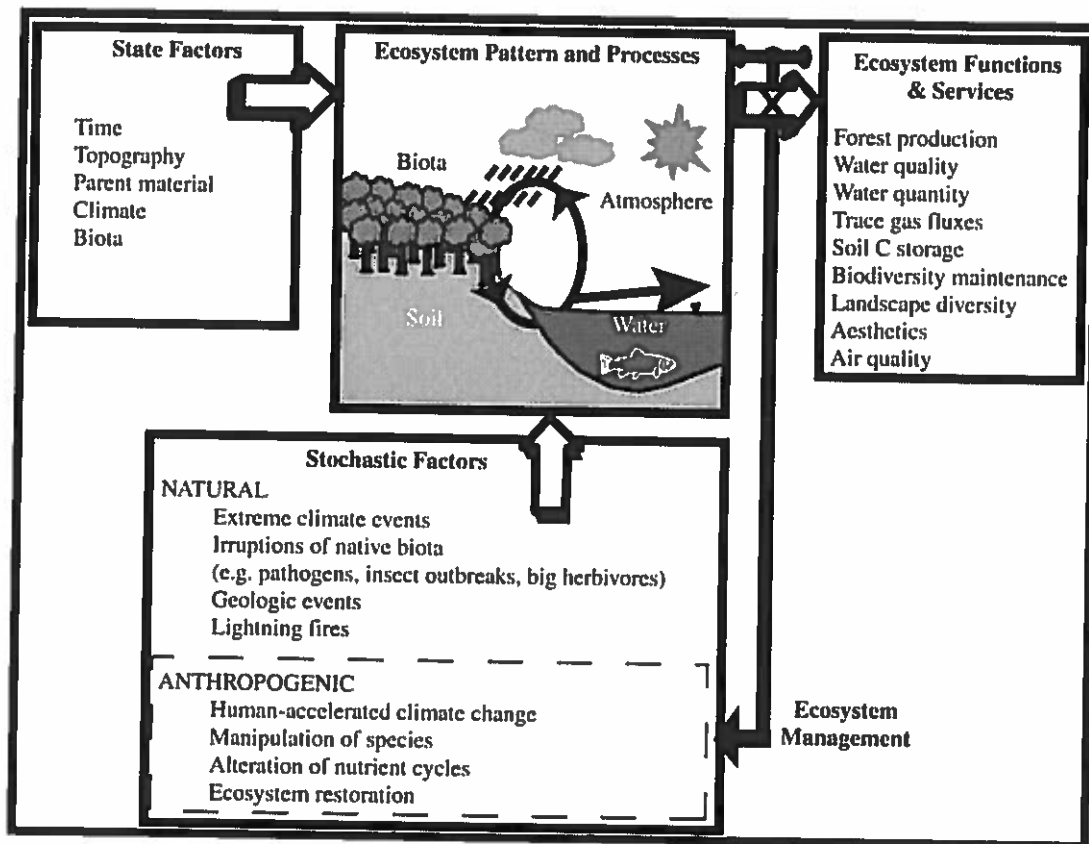 State Factors
Time
Topography
Parent material
Climate
Biota
Ecosystem Pattern and Processes
Biota
Atmosphere
Soil
Water
Ecosystem Functions
& Services
Forest production
Water quality
Water quantity
Trace gas fluxes
Soil C storage
Biodiversity maintenance
Landscape diversity
Aesthetics
Air quality
Stochastic Factors
NATURAL
Extreme climate events
Irruptions of native biota
(e.g. pathogens, insect outbreaks, big herbivores)
Geologic events
Lightning fires
ANTHROPOGENIC
Human-accelerated climate change
Manipulation of species
Alteration of nutrient cycles
Ecosystem restoration
Ecosystem
Management